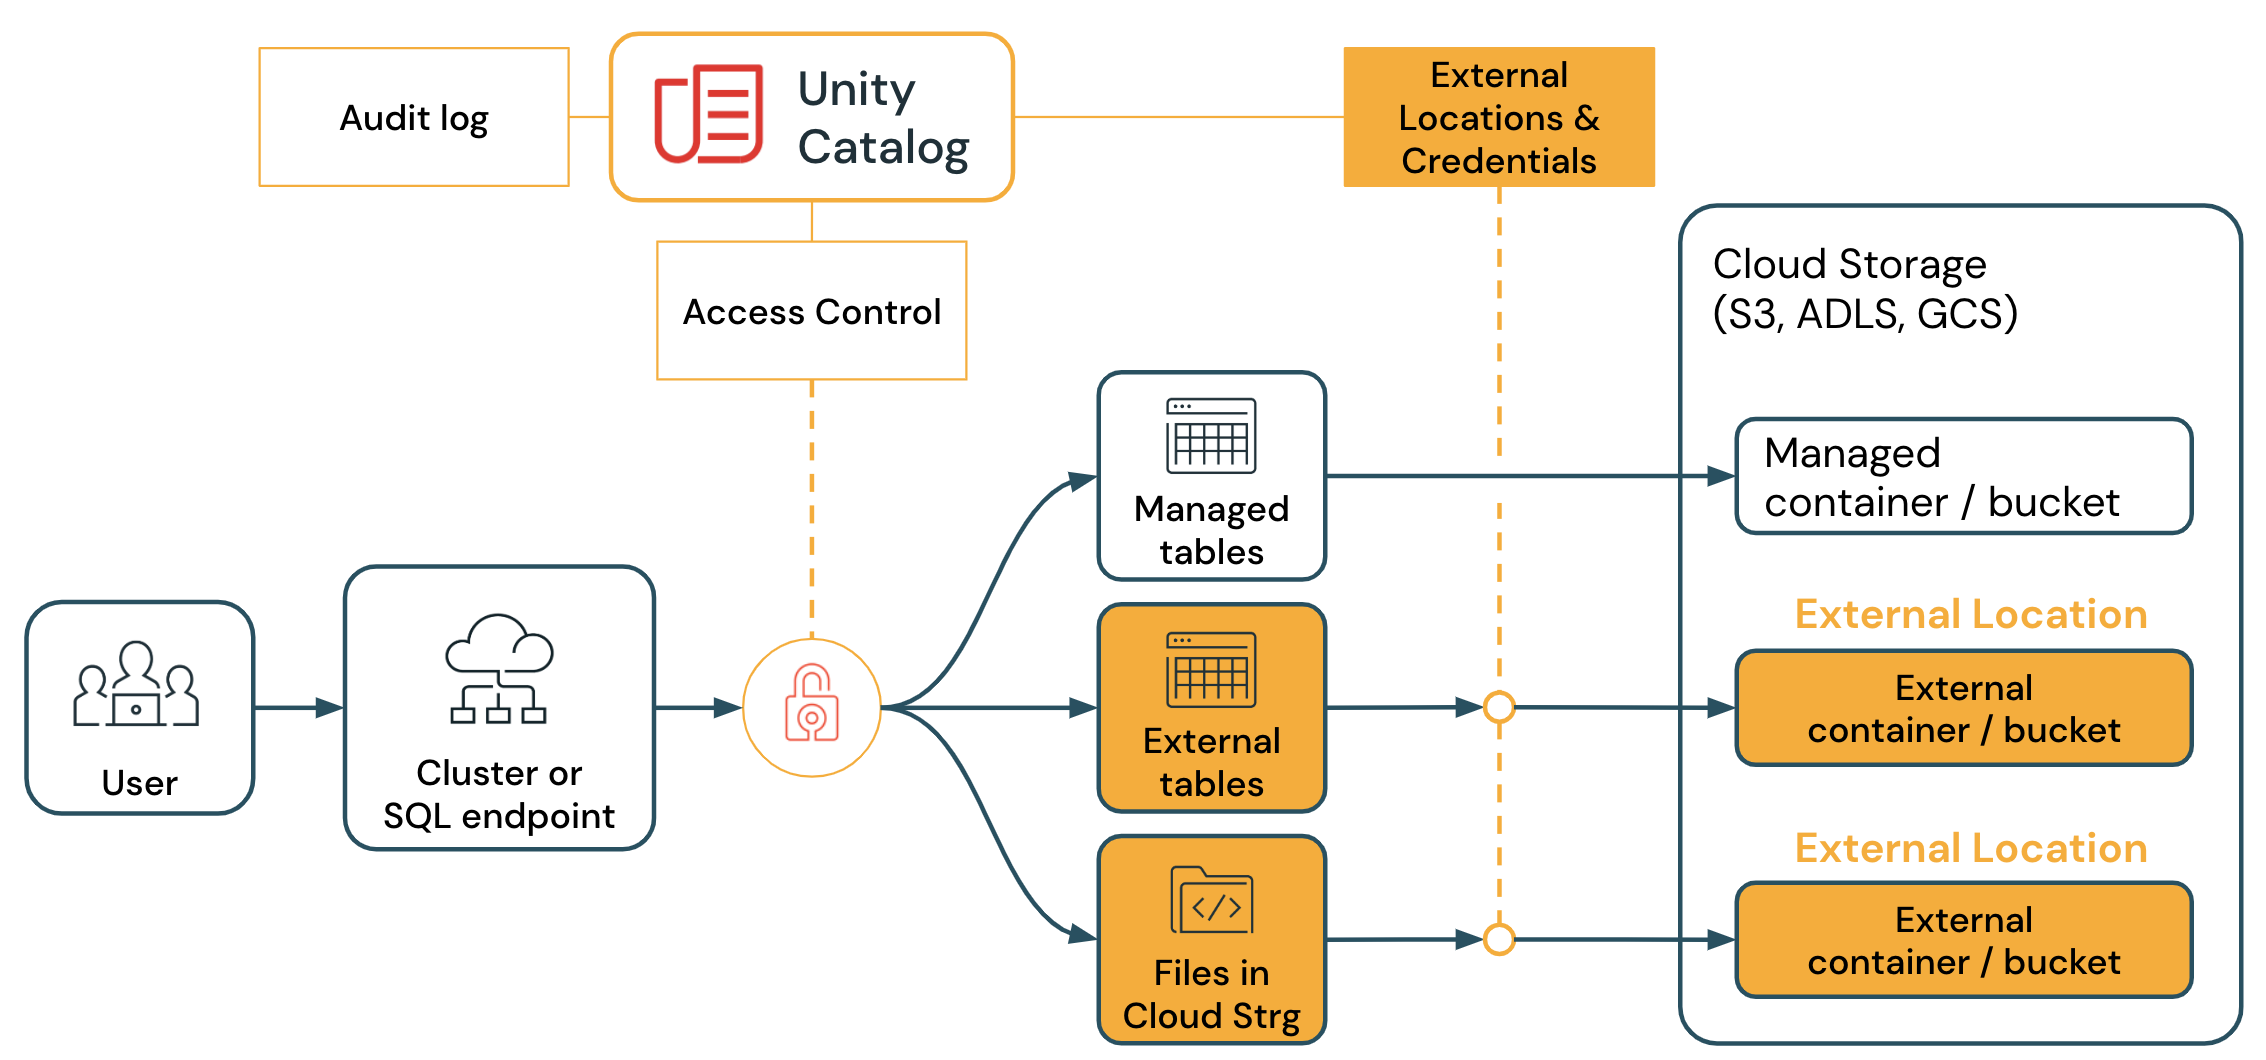 Audit log
Unity
Catalog
External
Locations &
Credentials
Access Control
Cloud Storage
(S3, ADLS, GCS)
Managed
tables
Managed
container / bucket
User
Cluster or
SQL endpoint
External
tables
External Location
External
container / bucket
Files in
Cloud Strg
External Location
External
container / bucket